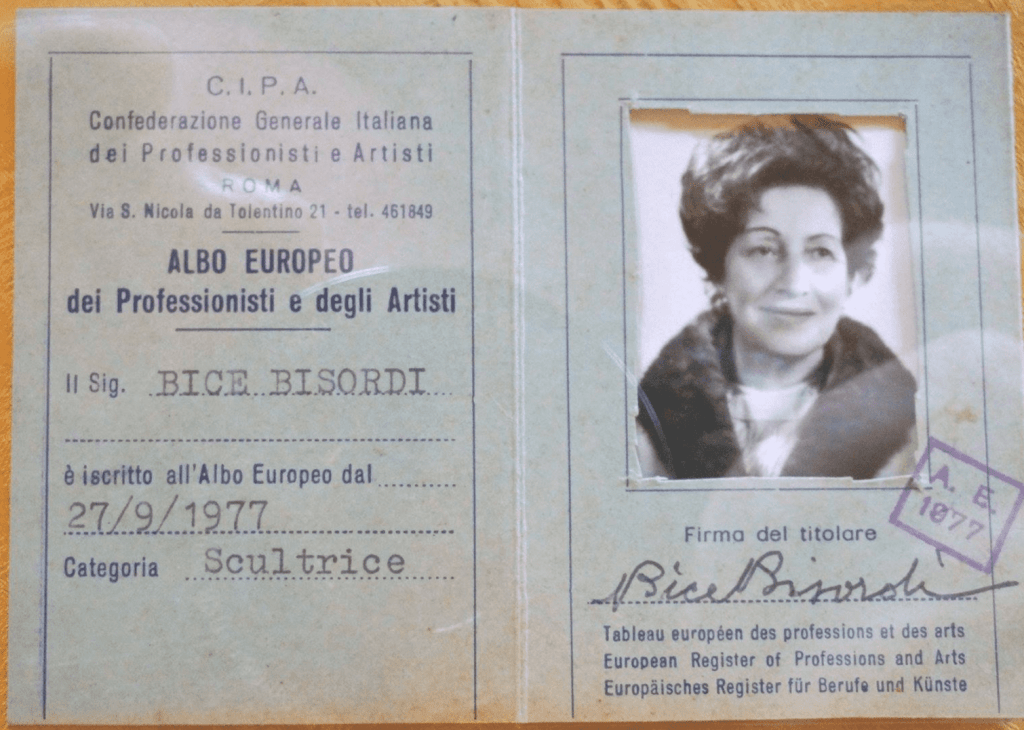 C.I.P.A.
Confederazione Generale Italiana
dei Professionisti e Artisti
ROMA
Via S. Nicola da Tolentino 21 - tel. 461849
ALBO EUROPEO
dei Professionisti e degli Artisti
Il Sig. BICE BISORDI
è iscritto all'Albo Europeo dal
27/9/1977
Categoria Scultrice
A. E.
1977
Firma del titolare
Bice Bisordi
Tableau européen des professions et des arts
European Register of Professions and Arts
Europäisches Register für Berufe und Künste